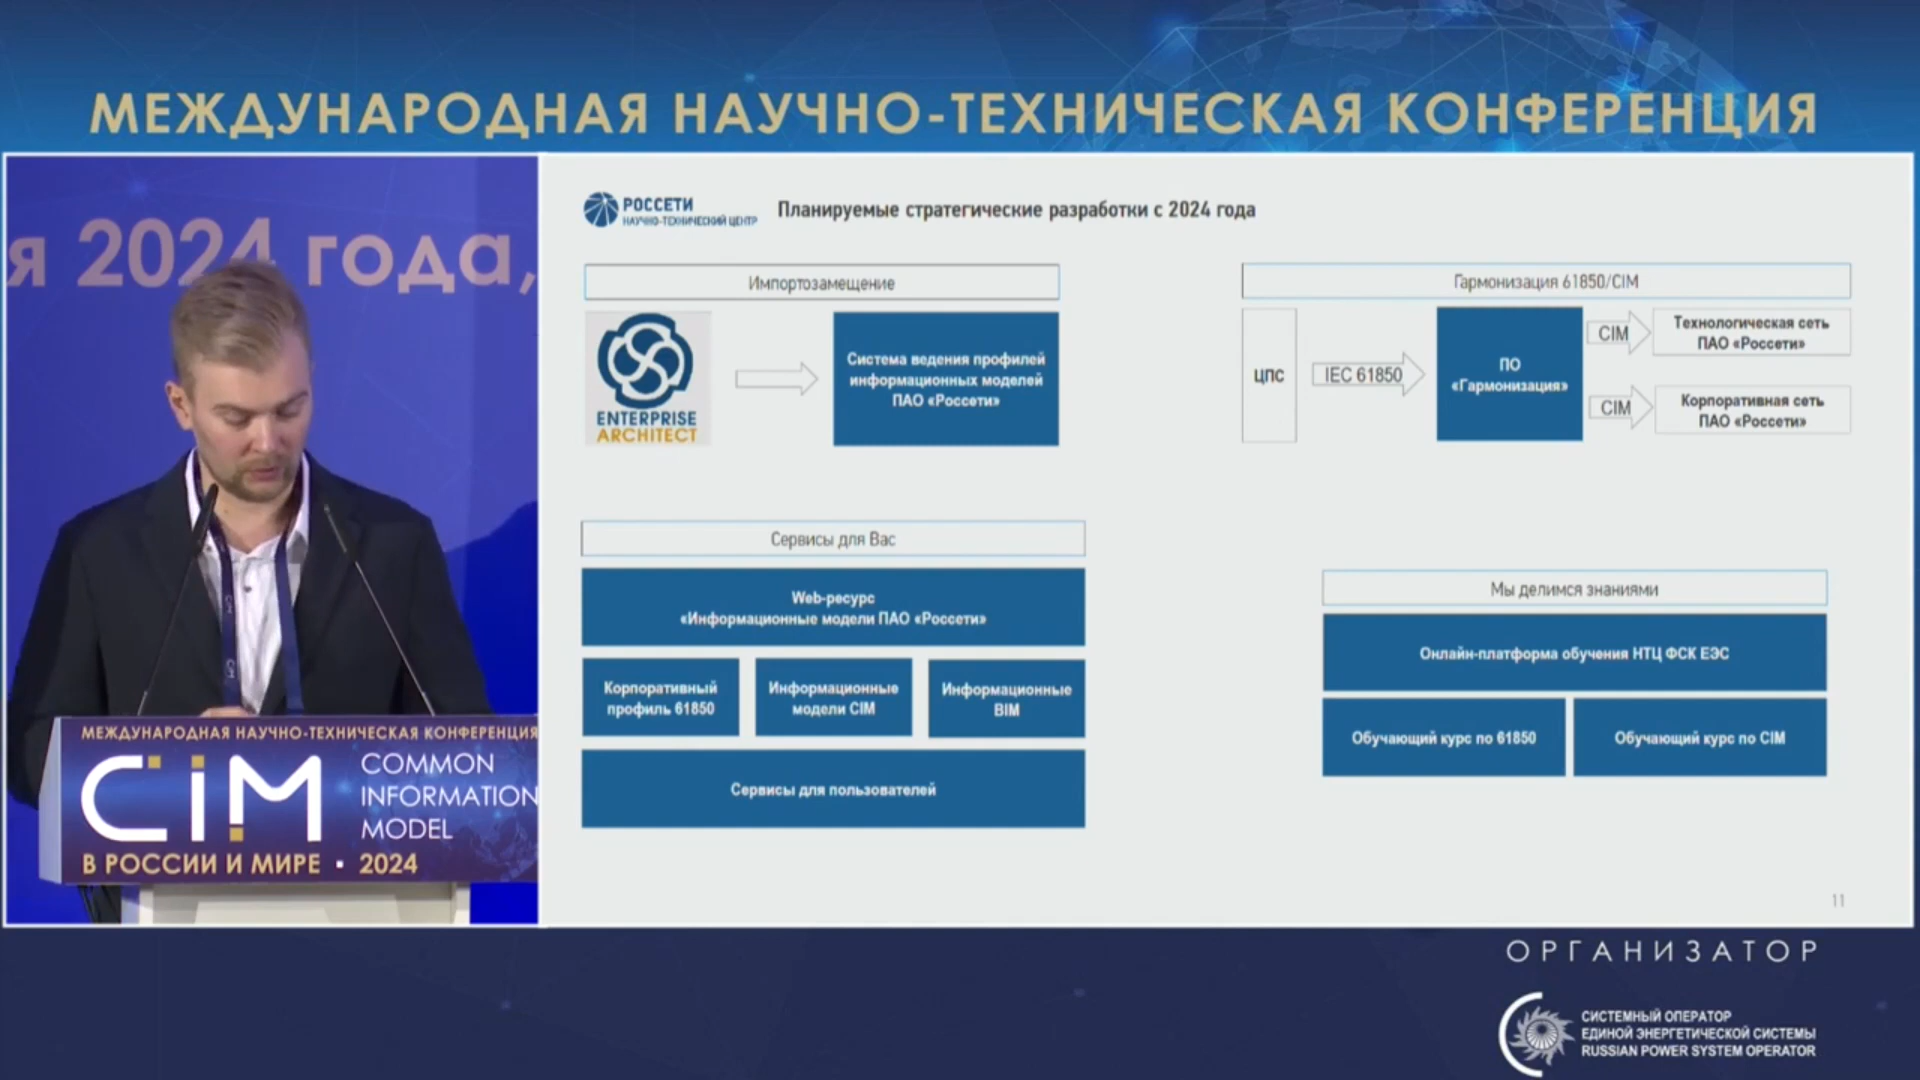 МЕЖДУНАРОДНАЯ НАУЧНО-ТЕХНИЧЕСКАЯ КОНФЕРЕНЦИЯ
я 2024 года,
МЕЖДУНАРОДНАЯ НАУЧНО-ТЕХНИЧЕСКАЯ КОНФЕРЕНЦИЯ
CIM
COMMON
INFORMATION
MODEL
В РОССИИ И МИРЕ • 2024
РОССЕТИ
НАУЧНО-ТЕХНИЧЕСКИЙ ЦЕНТР
Планируемые стратегические разработки с 2024 года
Импортозамещение
ENTERPRISE
ARCHITECT
Система ведения профилей
информационных моделей
ПАО «Россети»
Гармонизация 61850/CIM
ЦПС
IEC 61850
ПО
«Гармонизация»
CIM
Технологическая сеть
ПАО «Россети»
CIM
Корпоративная сеть
ПАО «Россети»
Сервисы для Вас
Web-ресурс
«Информационные модели ПАО «Россети»
Корпоративный
профиль 61850
Информационные
модели CIM
Информационные
BIM
Сервисы для пользователей
Мы делимся знаниями
Онлайн-платформа обучения НТЦ ФСК ЕЭС
Обучающий курс по 61850
Обучающий курс по CIM
11
ОРГАНИЗАТОР
СИСТЕМНЫЙ ОПЕРАТОР
ЕДИНОЙ ЭНЕРГЕТИЧЕСКОЙ СИСТЕМЫ
RUSSIAN POWER SYSTEM OPERATOR